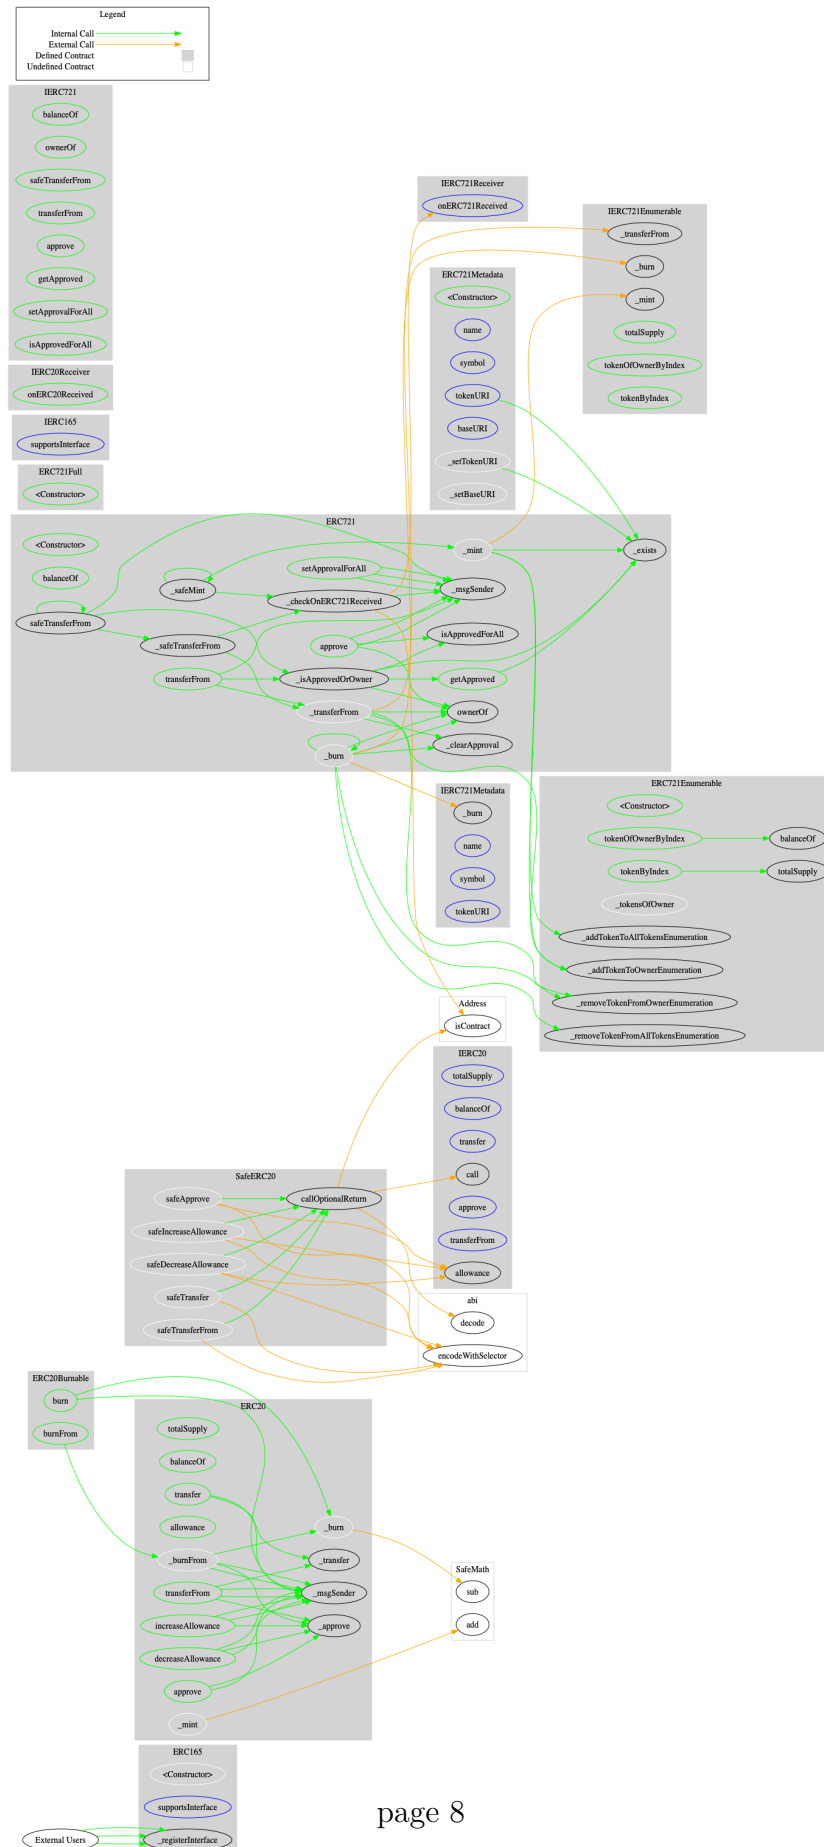 Legend
Internal Call
External Call
Defined Contract
Undefined Contract
IERC721
balanceOf
ownerOf
safeTransferFrom
transferFrom
approve
getApproved
setApprovalForAll
isApprovedForAll
IERC20Receiver
onERC20Received
IERC165
supportsInterface
ERC721Full
<Constructor>
IERC721Receiver
onERC721Received
IERC721Enumerable
_transferFrom
_burn
_mint
totalSupply
tokenOfOwnerByIndex
tokenByIndex
ERC721Metadata
<Constructor>
name
symbol
tokenURI
baseURI
_setTokenURI
_setBaseURI
ERC721
<Constructor>
balanceOf
safeTransferFrom
_safeMint
_safeTransferFrom
transferFrom
setApprovalForAll
_checkOnERC721Received
approve
_isApprovedOrOwner
_transferFrom
_burn
_mint
_msgSender
isApprovedForAll
getApproved
ownerOf
_clearApproval
_exists
IERC721Metadata
_burn
name
symbol
tokenURI
ERC721Enumerable
<Constructor>
tokenOfOwnerByIndex
balanceOf
tokenByIndex
totalSupply
_tokensOfOwner
_addTokenToAllTokensEnumeration
_addTokenToOwnerEnumeration
_removeTokenFromOwnerEnumeration
_removeTokenFromAllTokensEnumeration
Address
isContract
IERC20
totalSupply
balanceOf
transfer
call
approve
transferFrom
allowance
SafeERC20
safeApprove
callOptionalReturn
safeIncreaseAllowance
safeDecreaseAllowance
safeTransfer
safeTransferFrom
abi
decode
encodeWithSelector
ERC20Burnable
burn
burnFrom
ERC20
totalSupply
balanceOf
transfer
allowance
_burnFrom
transferFrom
increaseAllowance
decreaseAllowance
approve
_mint
_burn
_transfer
_msgSender
_approve
SafeMath
sub
add
ERC165
<Constructor>
supportsInterface
External Users
_registerInterface
page 8